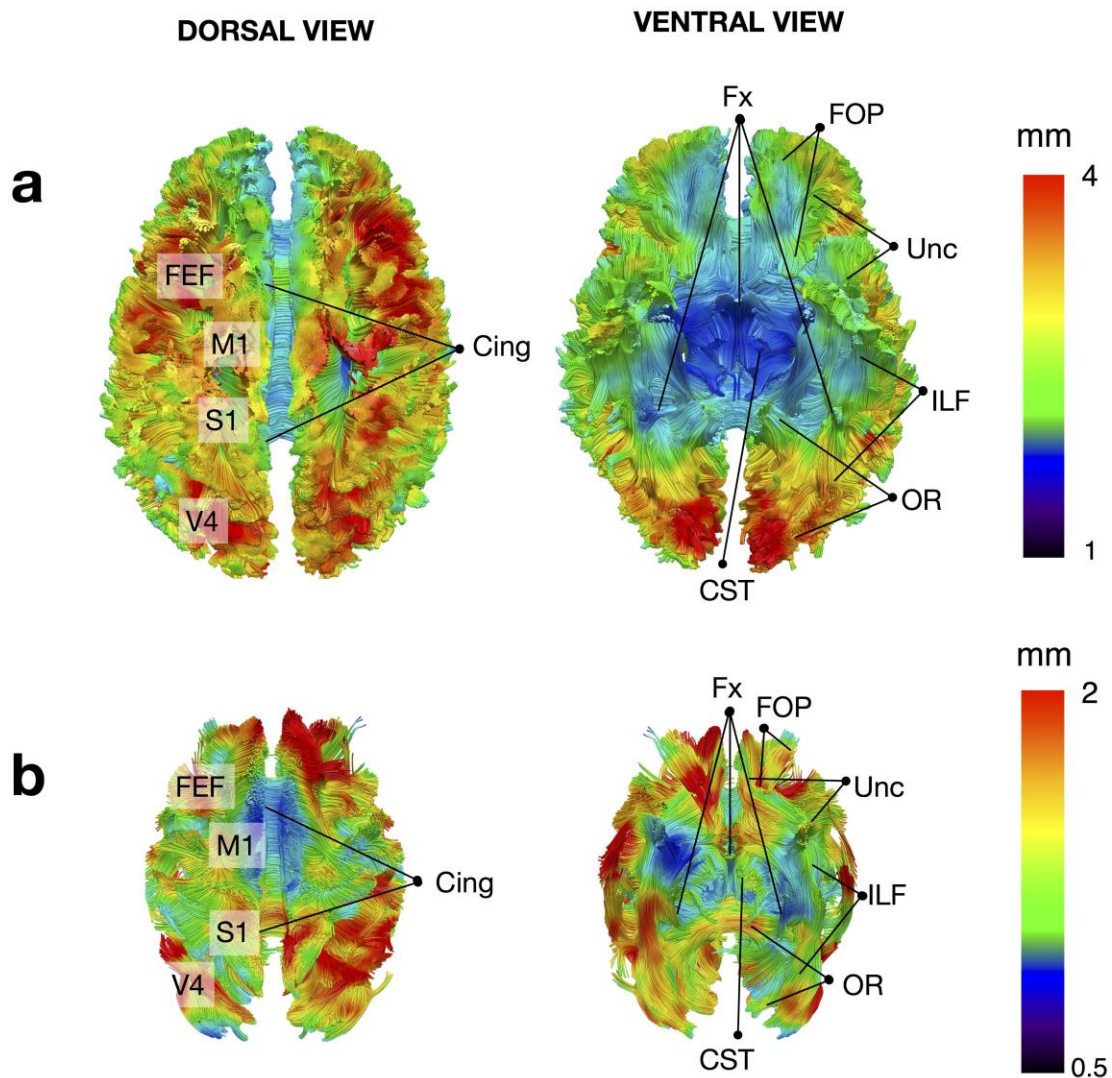 DORSAL VIEW
VENTRAL VIEW
a
FEF
M1
S1
V4
Cing
Fx
FOP
Unc
ILF
OR
CST
mm
4
1
b
FEF
M1
S1
V4
Cing
Fx
FOP
Unc
ILF
OR
CST
mm
2
0.5